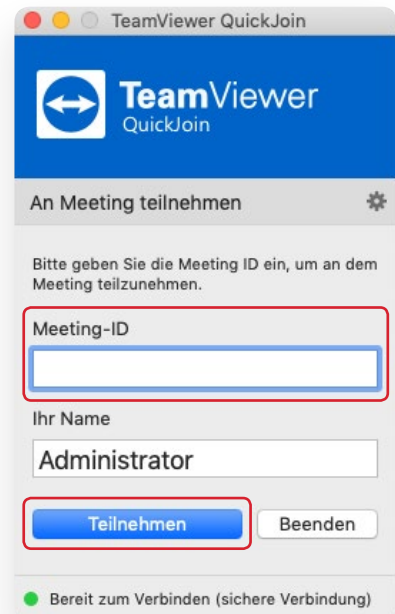 TeamViewer QuickJoin
TeamViewer
QuickJoin
An Meeting teilnehmen
Bitte geben Sie die Meeting ID ein, um an dem
Meeting teilzunehmen.
Meeting-ID
Ihr Name
Administrator
Teilnehmen Beenden
Bereit zum Verbinden (sichere Verbindung)